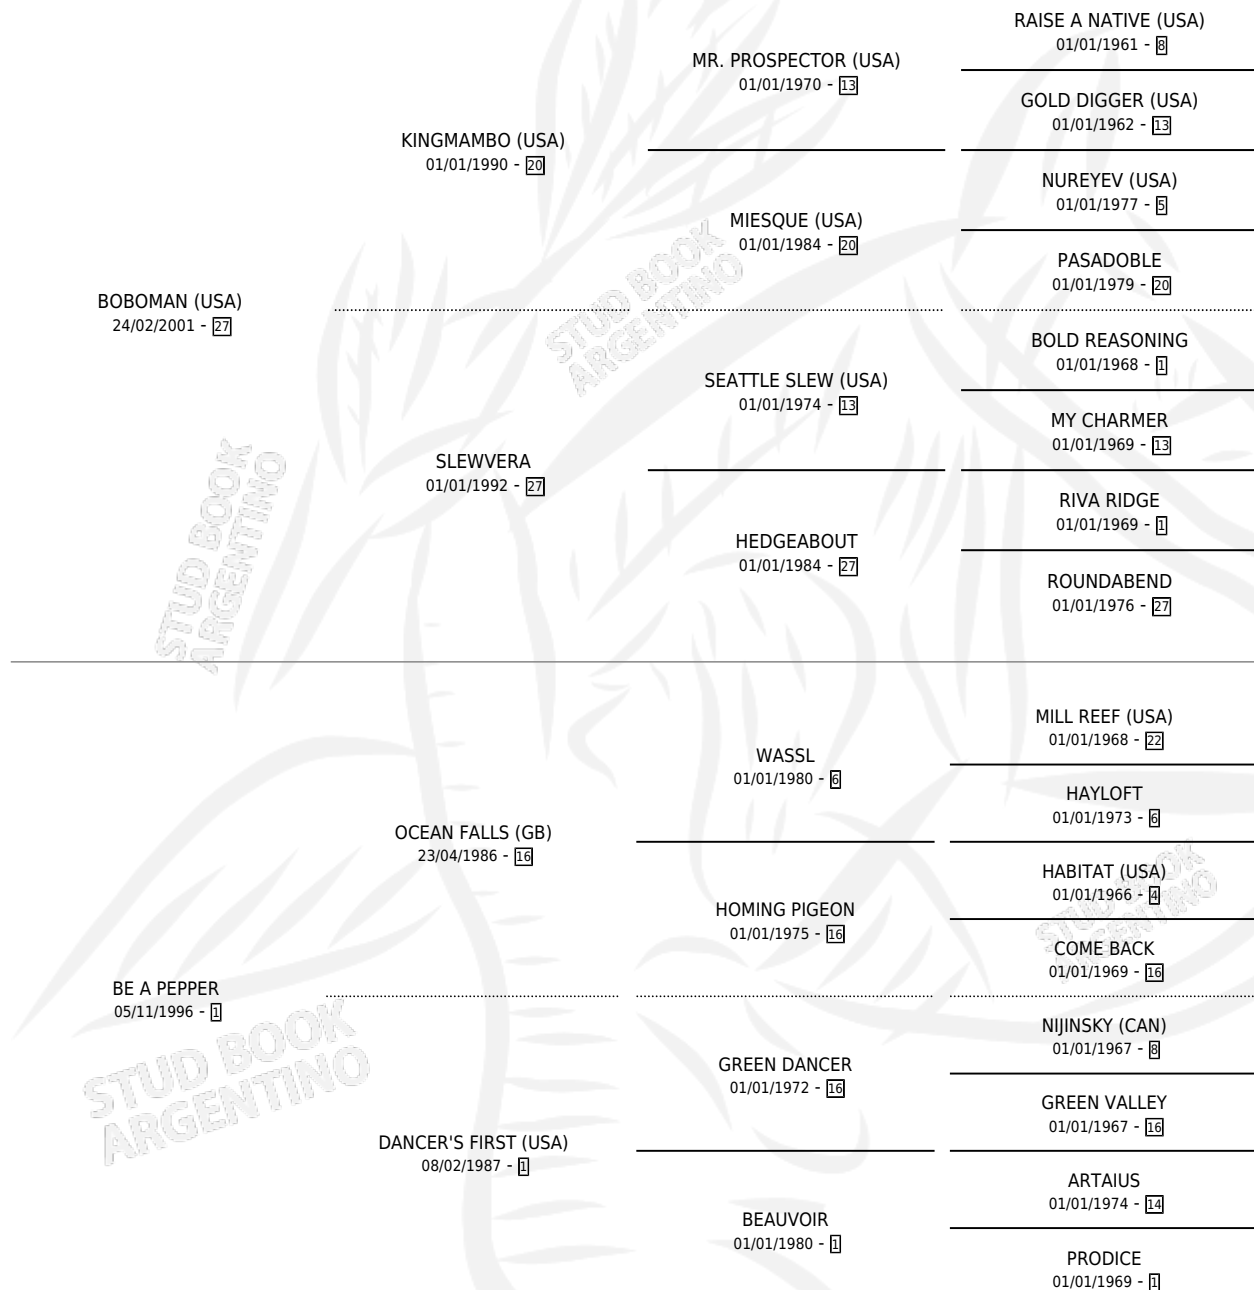 RAISE A NATIVE (USA)
01/01/1961 - 8
MR. PROSPECTOR (USA)
01/01/1970 - 13
GOLD DIGGER (USA)
01/01/1962 - 13
KINGMAMBO (USA)
01/01/1990 - 20
NUREYEV (USA)
01/01/1977 - 5
MIESQUE (USA)
01/01/1984 - 20
PASADOBLE
01/01/1979 - 20
BOBOMAN (USA)
24/02/2001 - 27
BOLD REASONING
01/01/1968 - 1
SEATTLE SLEW (USA)
01/01/1974 - 13
MY CHARMER
01/01/1969 - 13
SLEWVERA
01/01/1992 - 27
RIVA RIDGE
01/01/1969 - 1
HEDGEABOUT
01/01/1984 - 27
ROUNDABEND
01/01/1976 - 27
MILL REEF (USA)
01/01/1968 - 22
WASSL
01/01/1980 - 6
HAYLOFT
01/01/1973 - 6
OCEAN FALLS (GB)
23/04/1986 - 16
HABITAT (USA)
01/01/1966 - 4
HOMING PIGEON
01/01/1975 - 16
COME BACK
01/01/1969 - 16
BE A PEPPER
05/11/1996 - 1
NIJINSKY (CAN)
01/01/1967 - 8
GREEN DANCER
01/01/1972 - 16
GREEN VALLEY
01/01/1967 - 16
DANCER'S FIRST (USA)
08/02/1987 - 1
ARTAIUS
01/01/1974 - 14
BEAUVOIR
01/01/1980 - 1
PRODICE
01/01/1969 - 1
STUD BOOK
ARGENTINO
STUD BOOK
ARGENTINO
STUD BOOK
ARGENTINO
STUD BOOK
ARGENTINO